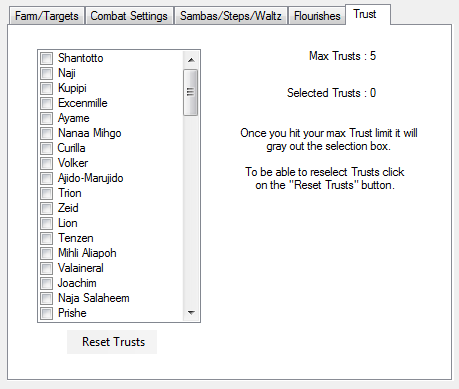 Farm/Targets Combat Settings Sambas/Steps/Waltz Flourishes Trust
Shantotto
Naji
Kupipi
Excenmille
Ayame
Nanaa Mihgo
Curilla
Volker
Ajido-Marujido
Trion
Zeid
Lion
Tenzen
Mihli Aliapoh
Valaineral
Joachim
Naja Salaheem
Prishe
Reset Trusts
Max Trusts : 5
Selected Trusts : 0
Once you hit your max Trust limit it will
gray out the selection box.
To be able to reselect Trusts click
on the "Reset Trusts" button.